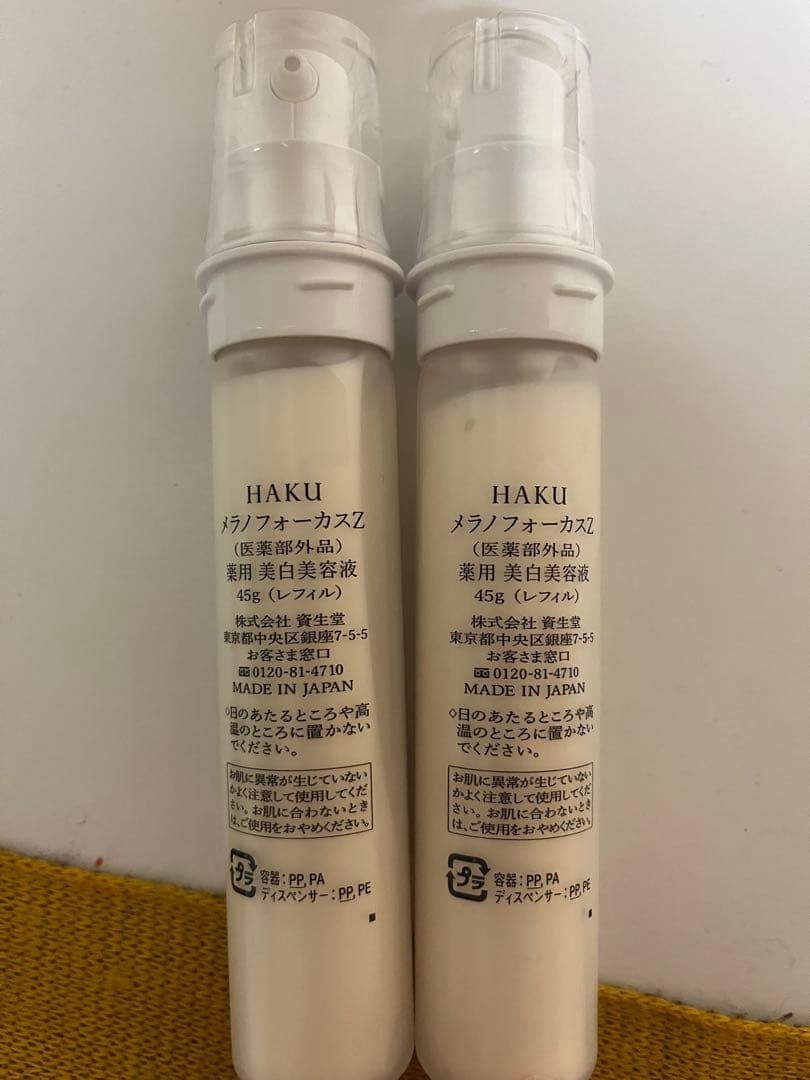 HAKU
メラノフォーカスZ
（医薬部外品）
薬用 美白美容液
45g（レフィル）
株式会社 資生堂
東京都中央区銀座7-5-5
お客さま窓口
0120-81-4710
MADE IN JAPAN
◇日のあたるところや高
温のところに置かない
でください。
お肌に異常が生じていない
かよく注意して使用してくだ
さい。お肌に合わないとき
は、ご使用をおやめください。
プラ
容器：PP, PA
ディスペンサー：PP, PE
HAKU
メラノフォーカスZ
（医薬部外品）
薬用 美白美容液
45g（レフィル）
株式会社 資生堂
東京都中央区銀座7-5-5
お客さま窓口
0120-81-4710
MADE IN JAPAN
◇日のあたるところや高
温のところに置かない
でください。
お肌に異常が生じていない
かよく注意して使用してくだ
さい。お肌に合わないとき
は、ご使用をおやめください。
プラ
容器：PP, PA
ディスペンサー：PP, PE